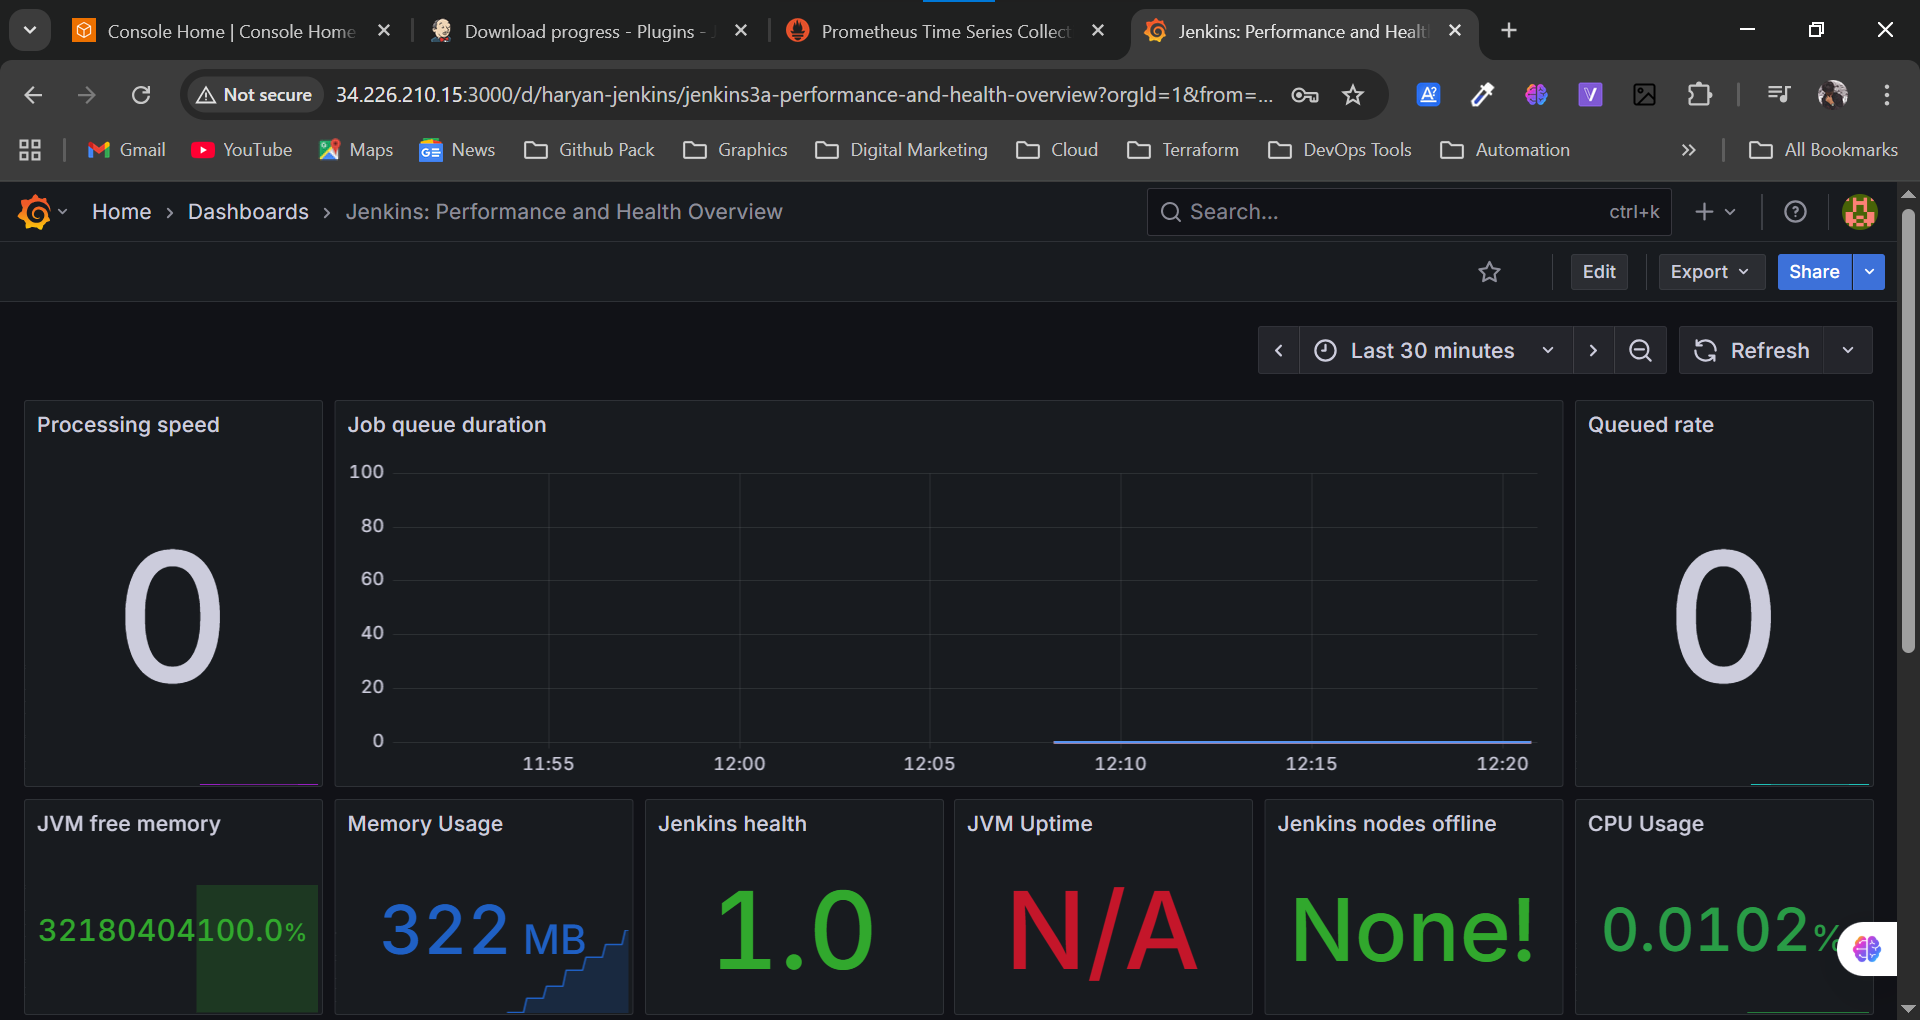 Console Home | Console Home
Download progress - Plugins -
Prometheus Time Series Collect
Jenkins: Performance and Healt
Not secure
34.226.210.15:3000/d/haryan-jenkins/jenkins3a-performance-and-health-overview?orgId=1&from=...
Gmail
YouTube
Maps
News
Github Pack
Graphics
Digital Marketing
Cloud
Terraform
DevOps Tools
Automation
All Bookmarks
Home
Dashboards
Jenkins: Performance and Health Overview
Search...
ctrl+k
Edit
Export
Share
Last 30 minutes
Refresh
Processing speed
0
Job queue duration
100
80
60
40
20
0
11:55
12:00
12:05
12:10
12:15
12:20
Queued rate
0
JVM free memory
32180404100.0%
Memory Usage
322 MB
Jenkins health
1.0
JVM Uptime
N/A
Jenkins nodes offline
None!
CPU Usage
0.0102%